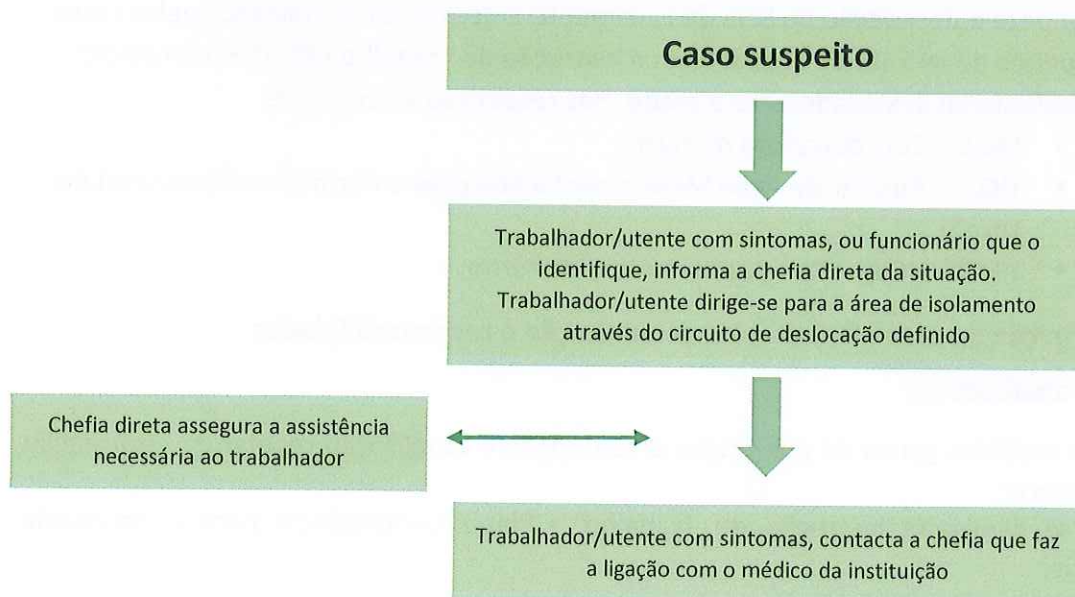 Caso suspeito
Trabalhador/utente com sintomas, ou funcionário que o
identifique, informa a chefia direta da situação.
Trabalhador/utente dirige-se para a área de isolamento
através do circuito de deslocação definido
Chefia direta assegura a assistência
necessária ao trabalhador
Trabalhador/utente com sintomas, contacta a chefia que faz
a ligação com o médico da instituição